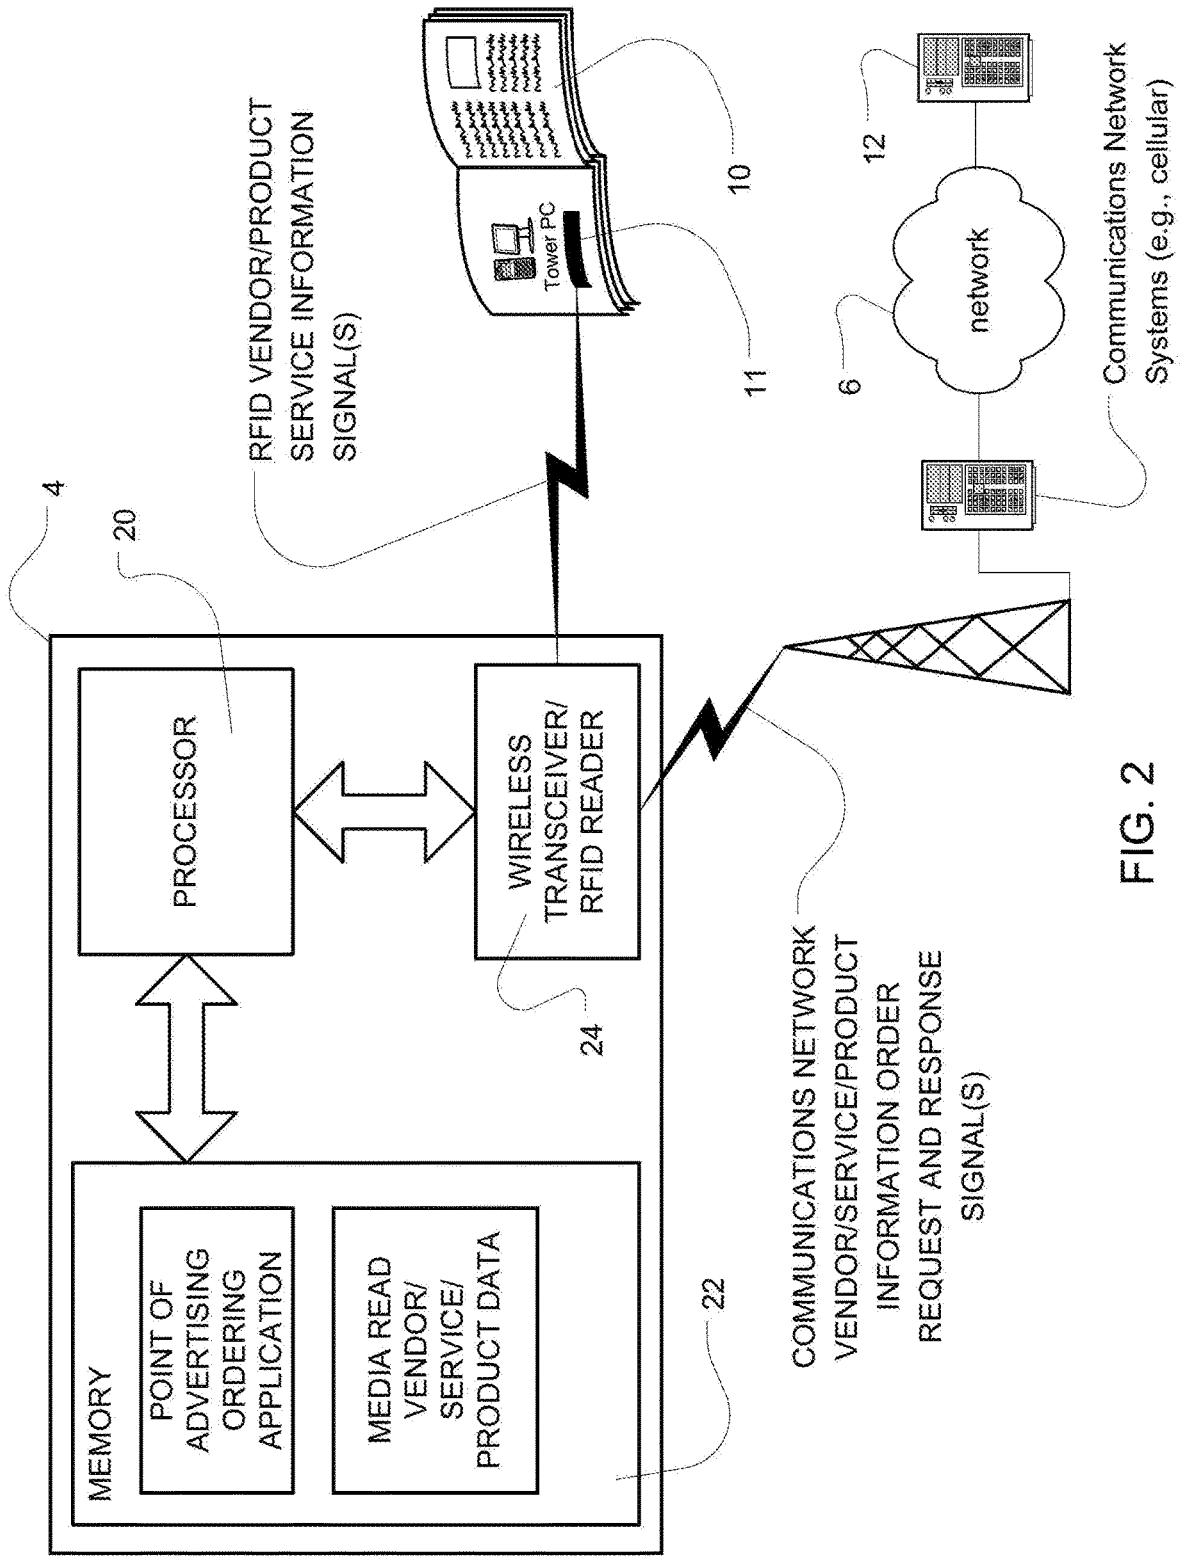 MEMORY
POINT OF
ADVERTISING
ORDERING
APPLICATION
MEDIA READ
VENDOR/
SERVICE/
PRODUCT DATA
22
PROCESSOR
20
4
WIRELESS
TRANSCEIVER/
RFID READER
24
RFID VENDOR/PRODUCT
SERVICE INFORMATION
SIGNAL(S)
Tower PC
10
11
COMMUNICATIONS NETWORK
VENDOR/SERVICE/PRODUCT
INFORMATION ORDER
REQUEST AND RESPONSE
SIGNAL(S)
6
network
12
Communications Network
Systems (e.g., cellular)
FIG. 2